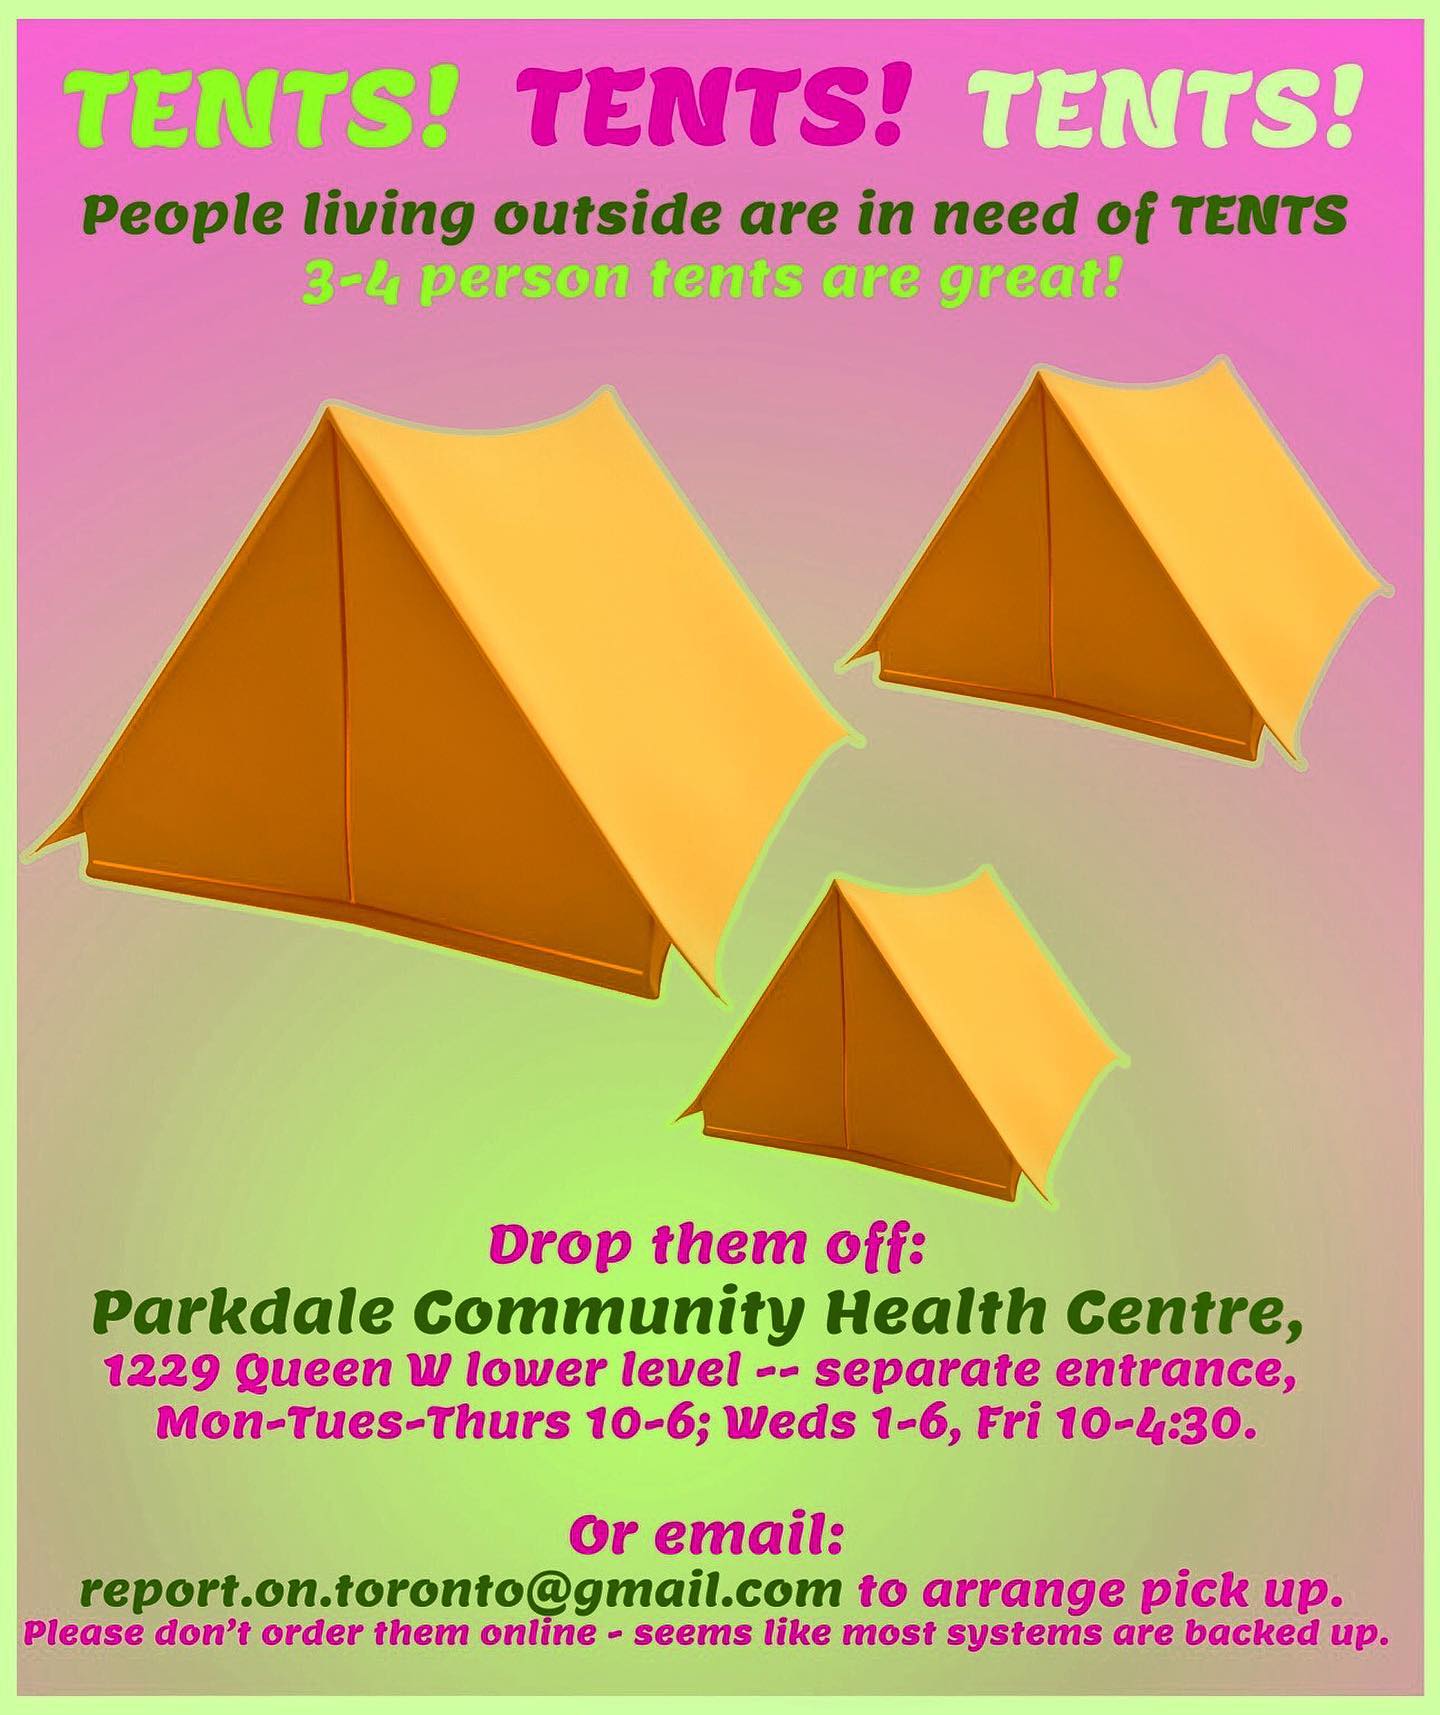 TENTS! TENTS! TENTS!
People living outside are in need of TENTS
3-4 person tents are great!
Drop them off:
Parkdale Community Health Centre,
1229 Queen W lower level -- separate entrance,
Mon-Tues-Thurs 10-6; Weds 1-6, Fri 10-4:30.
Or email:
report.on.toronto@gmail.com to arrange pick up.
Please don't order them online - seems like most systems are backed up.